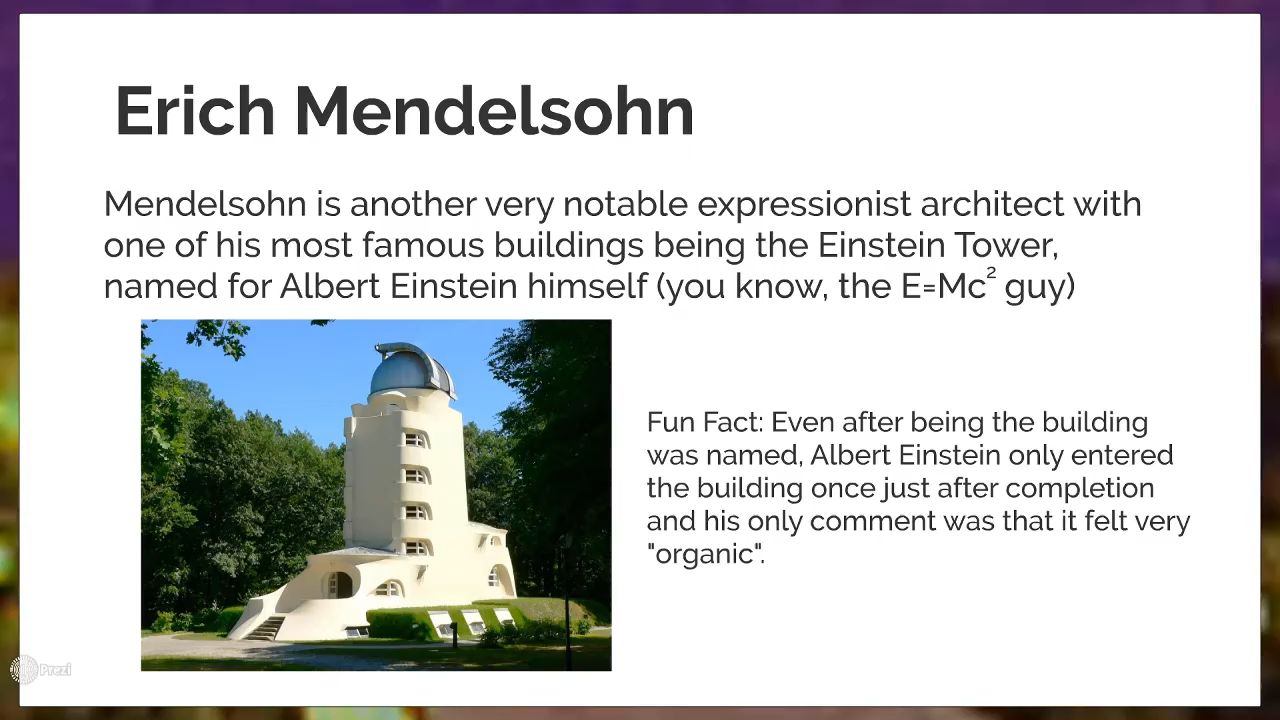 Erich Mendelsohn
Mendelsohn is another very notable expressionist architect with
one of his most famous buildings being the Einstein Tower,
named for Albert Einstein himself (you know, the E=Mc² guy)
Fun Fact: Even after being the building
was named, Albert Einstein only entered
the building once just after completion
and his only comment was that it felt very
"organic".
Prezi